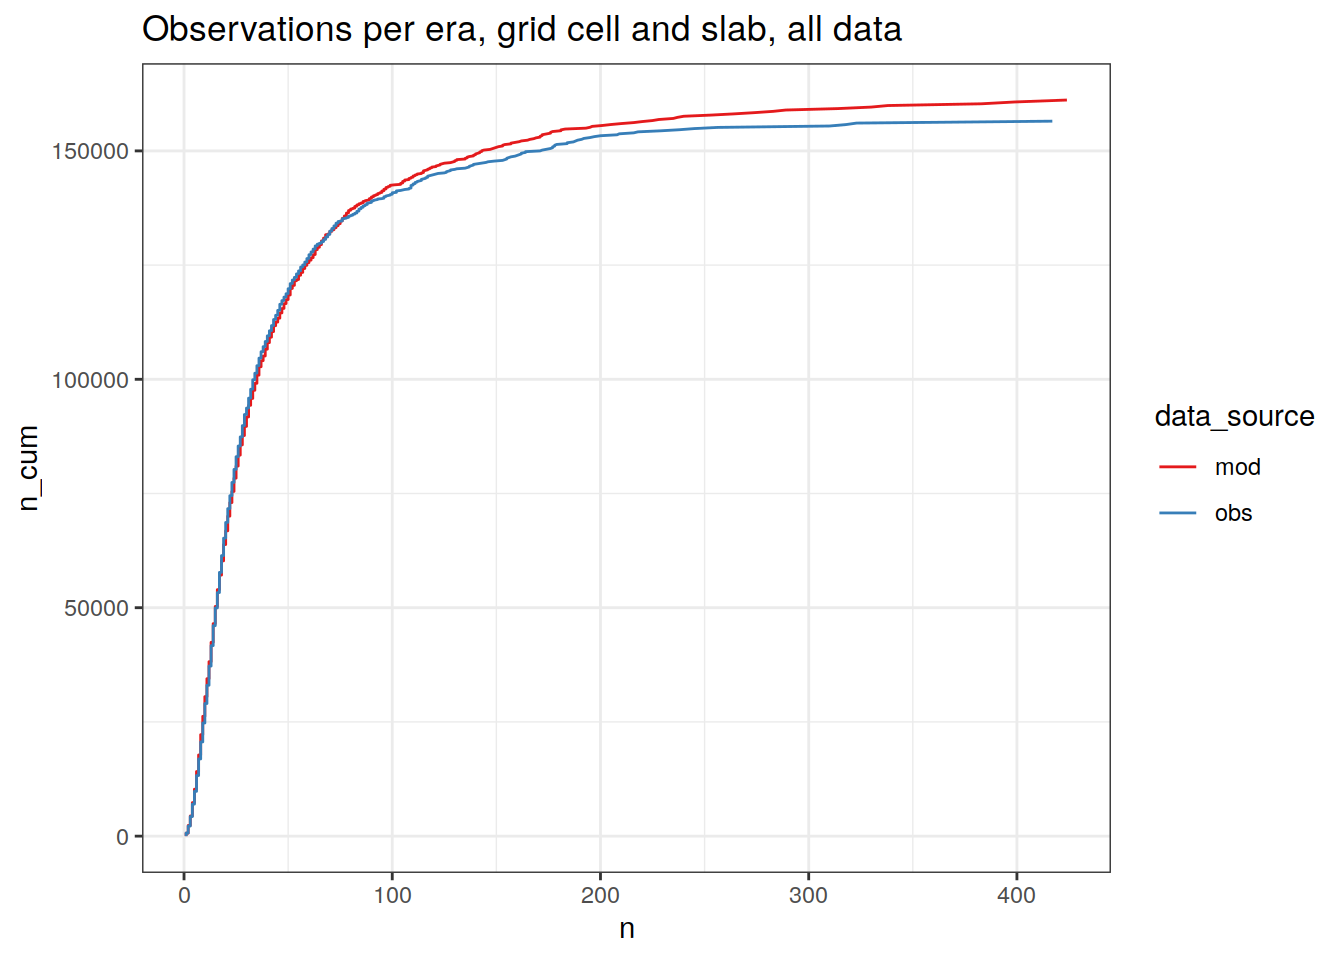 Observations per era, grid cell and slab, all data
n_cum
150000
100000
50000
0
0 100 200 300 400
n
data_source
mod
obs